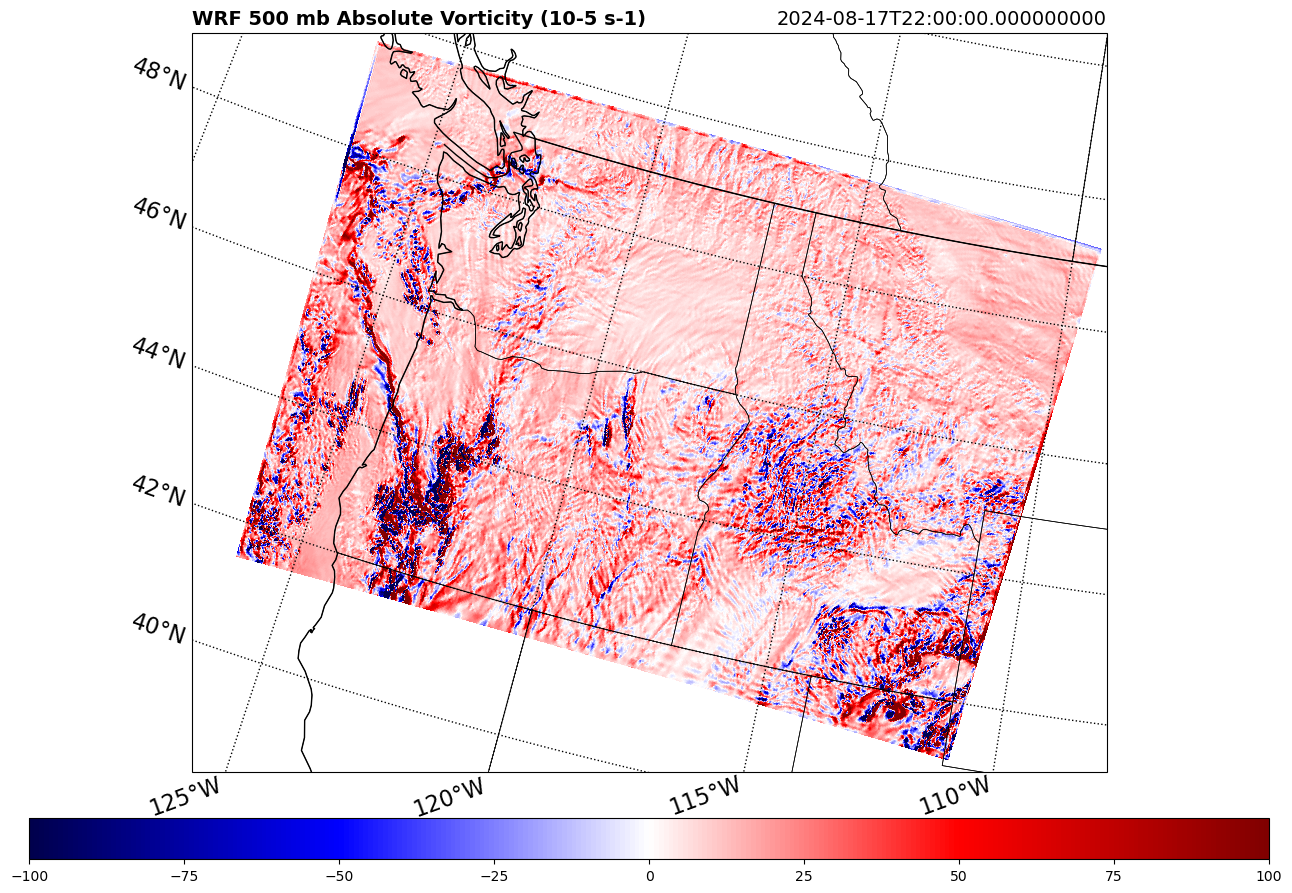 WRF 500 mb Absolute Vorticity (10-5 s-1)
2024-08-17T22:00:00.000000000
48°N
46°N
44°N
42°N
40°N
125°W
120°W
115°W
110°W
−100
−75
−50
−25
0
25
50
75
100